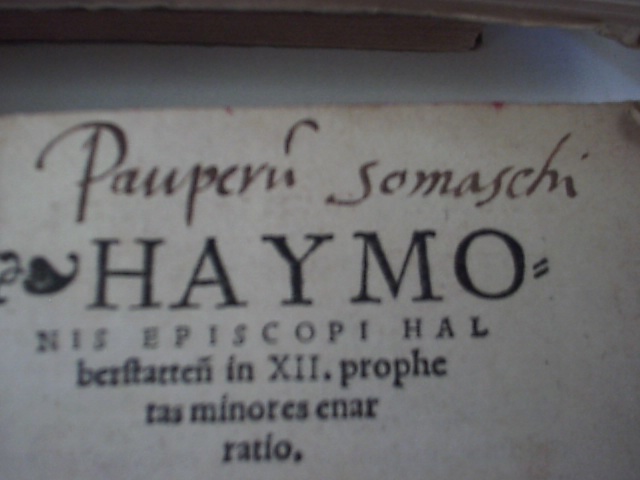 Pauperũ somaschi
❧HAYMO⸗
NIS EPISCOPI HAL
berstatteñ in XII. prophe
tas minores enar
ratio.